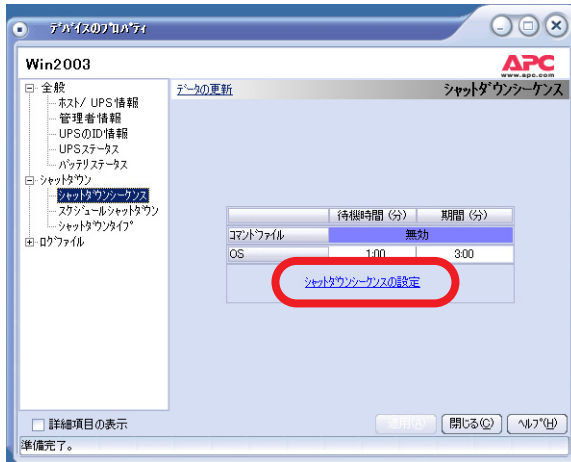 ﾃﾞﾊﾞｲｽのﾌﾟﾛﾊﾟﾃｨ
Win2003
APC
www.apc.com
全般
ホスト/ UPS情報
管理者情報
UPSのID情報
UPSステータス
バッテリステータス
シャットダウン
シャットダウンシーケンス
スケジュールシャットダウン
シャットダウンタイプ
ログファイル
データの更新
シャットダウンシーケンス
待機時間（分） 期間（分）
コマンドファイル 無効
OS 1:00 3:00
シャットダウンシーケンスの設定
詳細項目の表示
適用(A) 閉じる(C) ﾍﾙﾌﾟ(H)
準備完了。